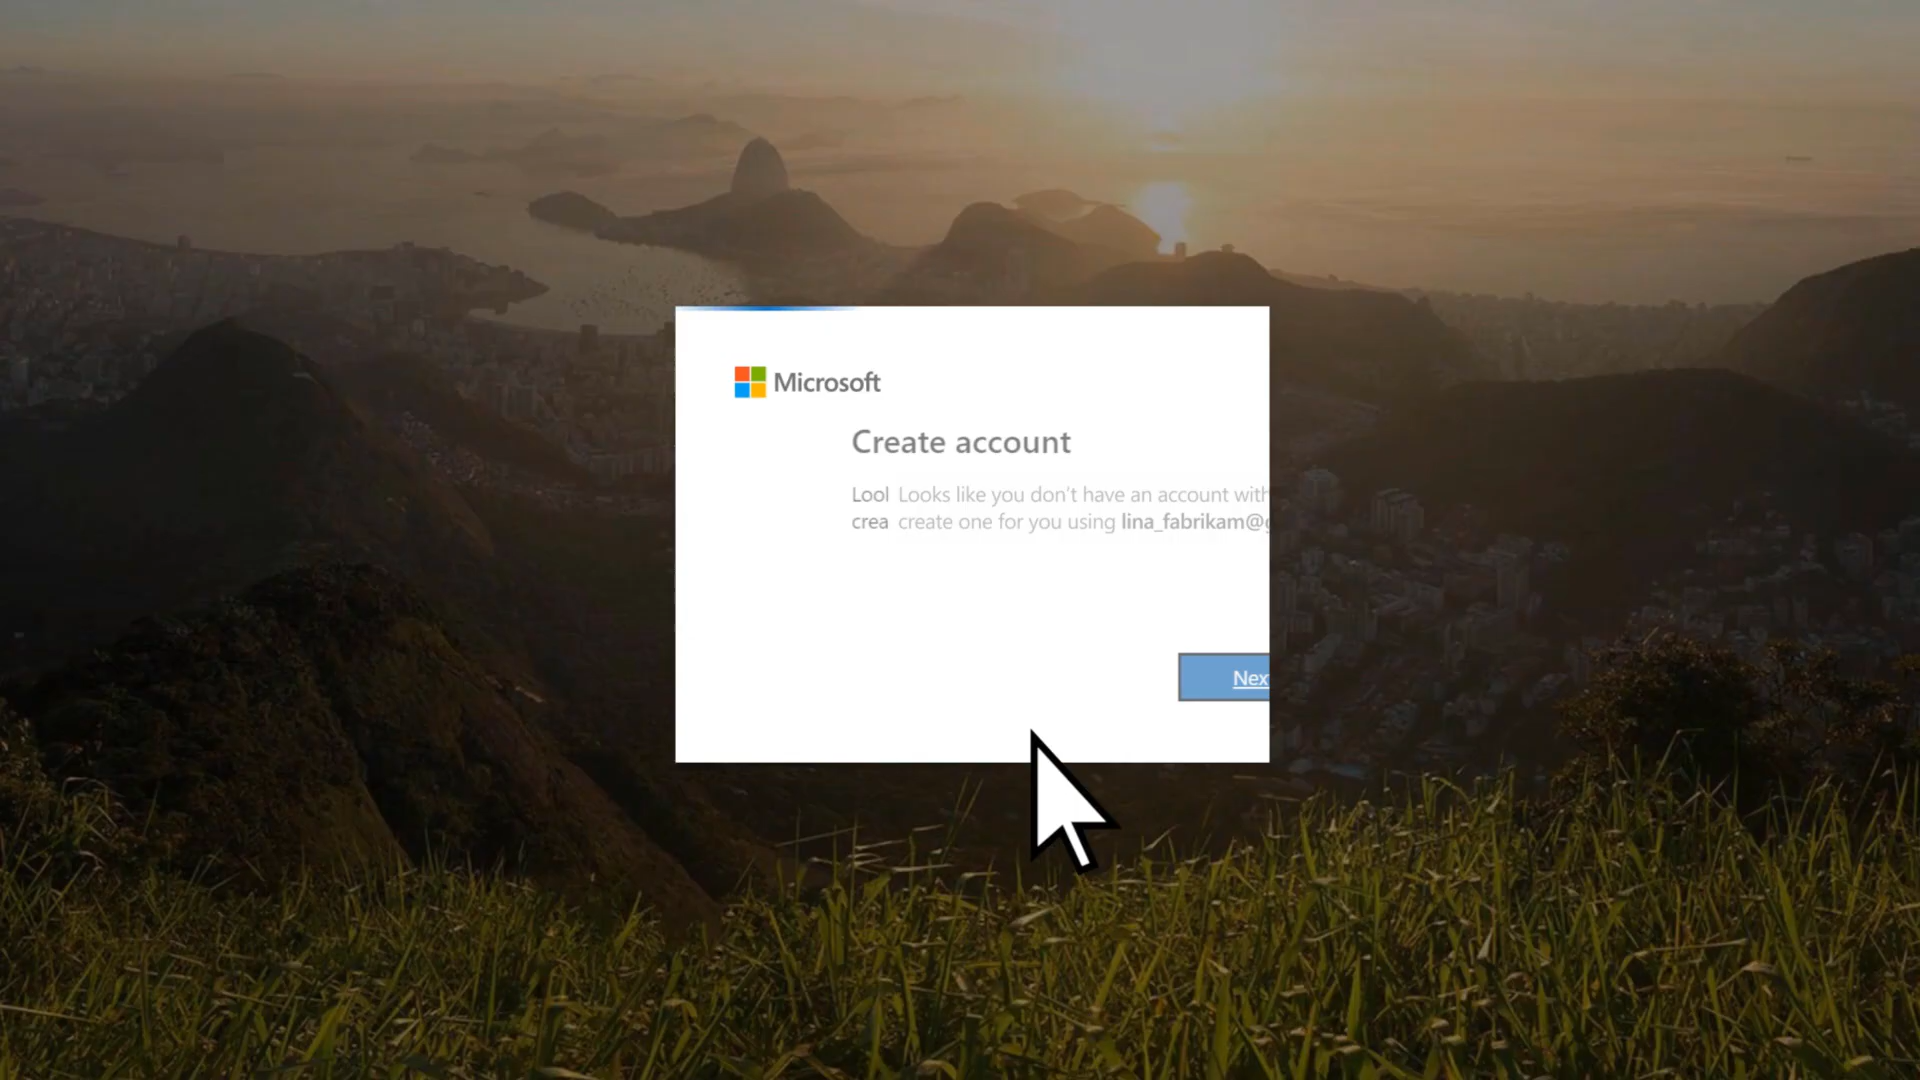 Microsoft
Create account
Lool Looks like you don't have an account with
crea create one for you using lina_fabrikam@g
Nex